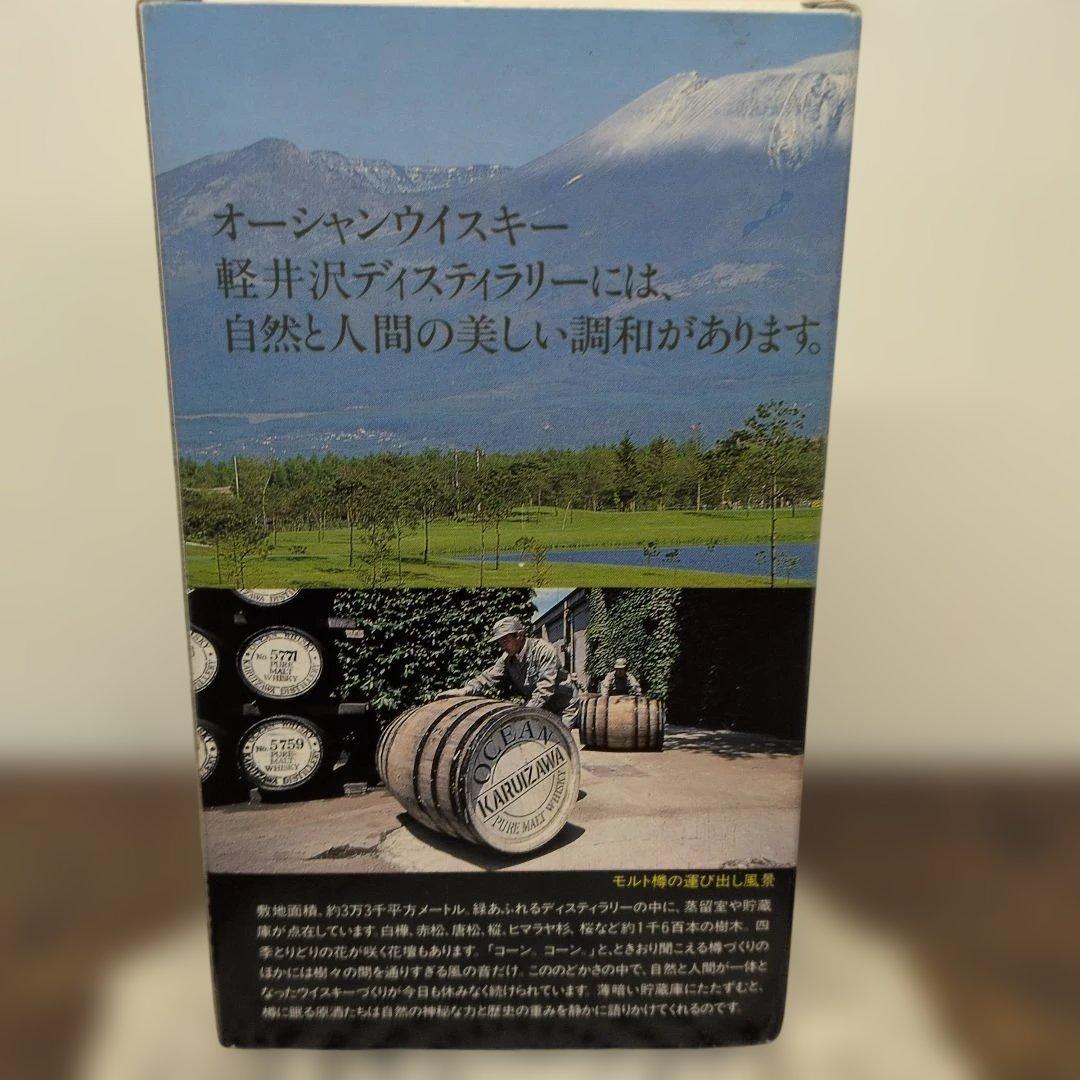 オーシャンウイスキー
軽井沢ディスティラリーには、
自然と人間の美しい調和があります。
No.5771
PURE
MALT
WHISKY
KARUIZAWA DISTILLERY
No.5759
PURE
MALT
WHISKY
OCEAN
KARUIZAWA
PURE MALT WHISKY
モルト樽の運び出し風景
敷地面積、約3万3千平方メートル。緑あふれるディスティラリーの中に、蒸留室や貯蔵
庫が点在しています。白樺、赤松、唐松、樅、ヒマラヤ杉、桜など約1千6百本の樹木。四
季とりどりの花が咲く花壇もあります。「コーン。コーン。」と、ときおり聞こえる樽づくりの
ほかには樹々の間を通りすぎる風の音だけ。こののどかさの中で、自然と人間が一体と
なったウイスキーづくりが今日も休みなく続けられています。薄暗い貯蔵庫にたたずむと、
樽に眠る原酒たちは自然の神秘な力と歴史の重みを静かに語りかけてくれるのです。